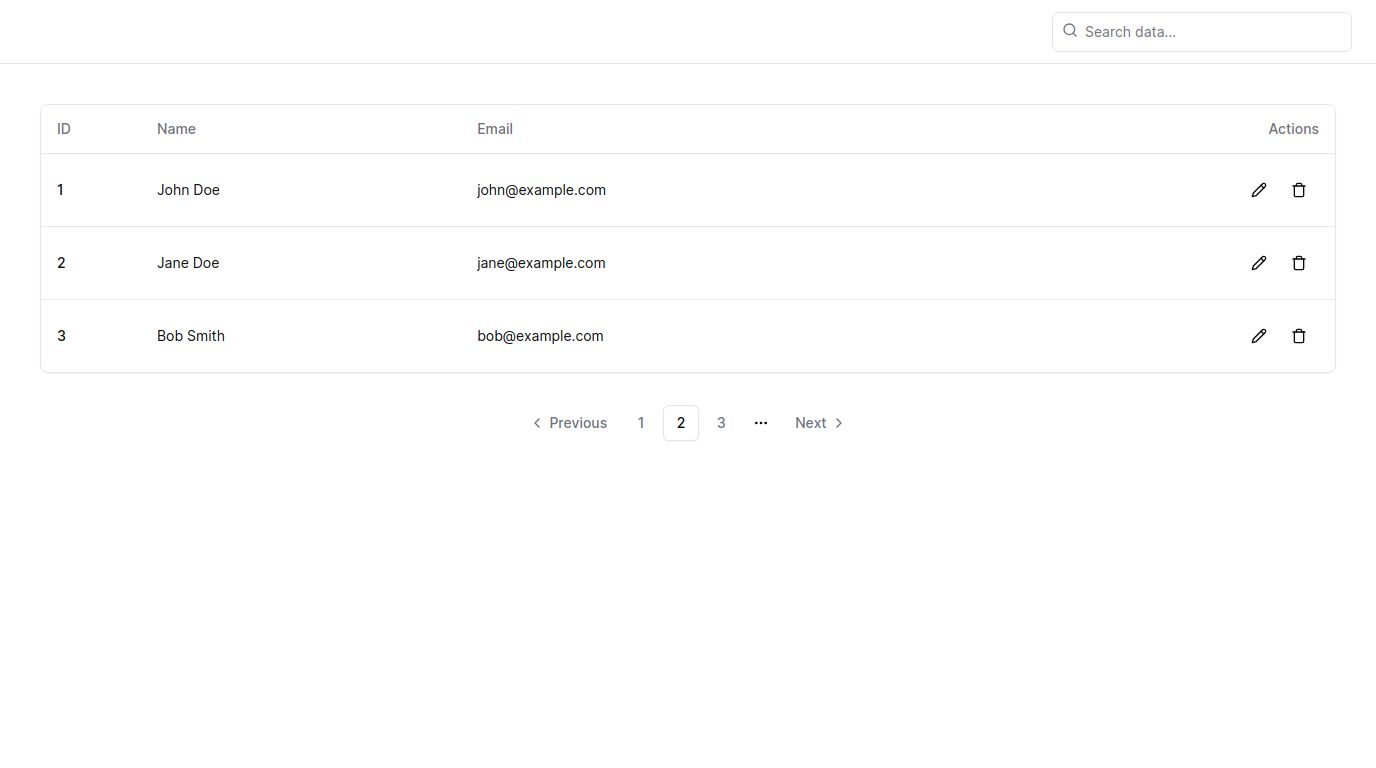 Search data...
ID Name Email Actions
1 John Doe john@example.com
2 Jane Doe jane@example.com
3 Bob Smith bob@example.com
Previous 1 2 3 ... Next